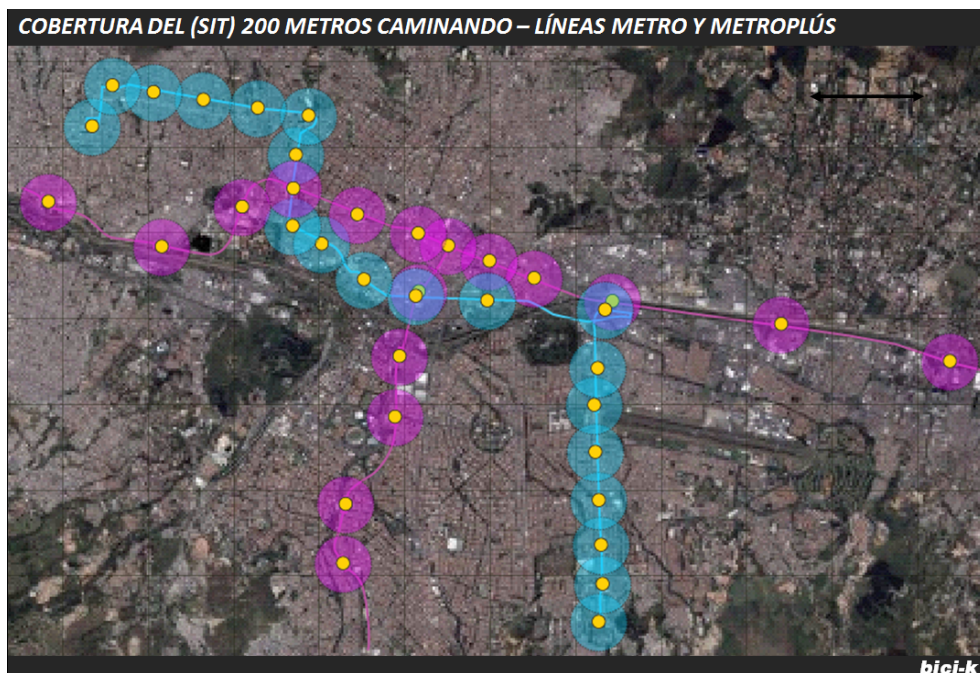 COBERTURA DEL (SIT) 200 METROS CAMINANDO – LÍNEAS METRO Y METROPLÚS
bici-k